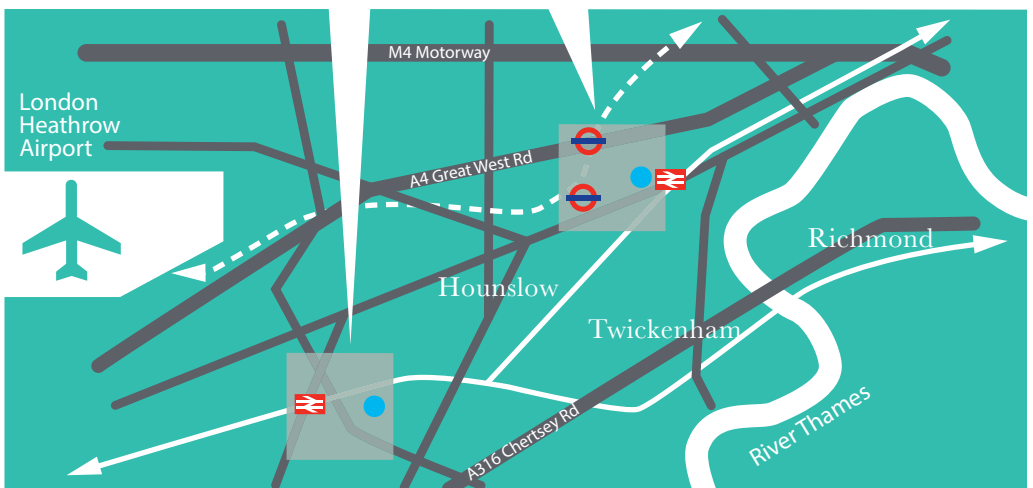 M4 Motorway
London
Heathrow
Airport
A4 Great West Rd
Richmond
Hounslow
Twickenham
River Thames
A316 Chertsey Rd